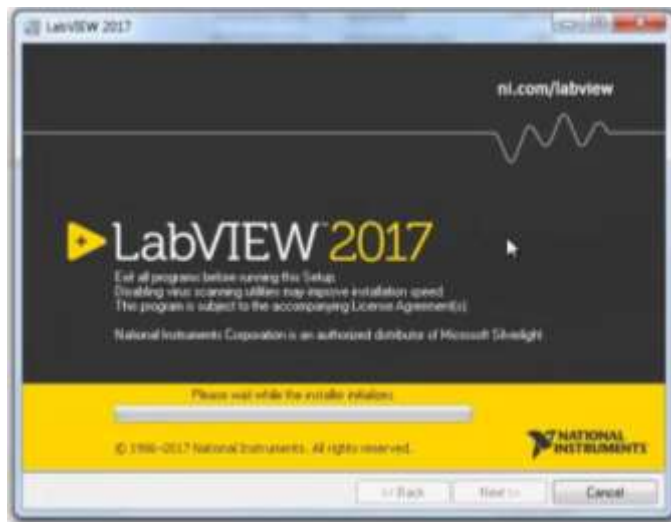 LabVIEW 2017
ni.com/labview
LabVIEW™ 2017
Exit all programs before running this Setup.
Disabling virus scanning utilities may improve installation speed.
This program is subject to the accompanying License Agreement(s).
National Instruments Corporation is an authorized distributor of Microsoft Silverlight
Please wait while the installer initializes.
© 1986–2017 National Instruments. All rights reserved.
NATIONAL
INSTRUMENTS
<< Back
Next >>
Cancel